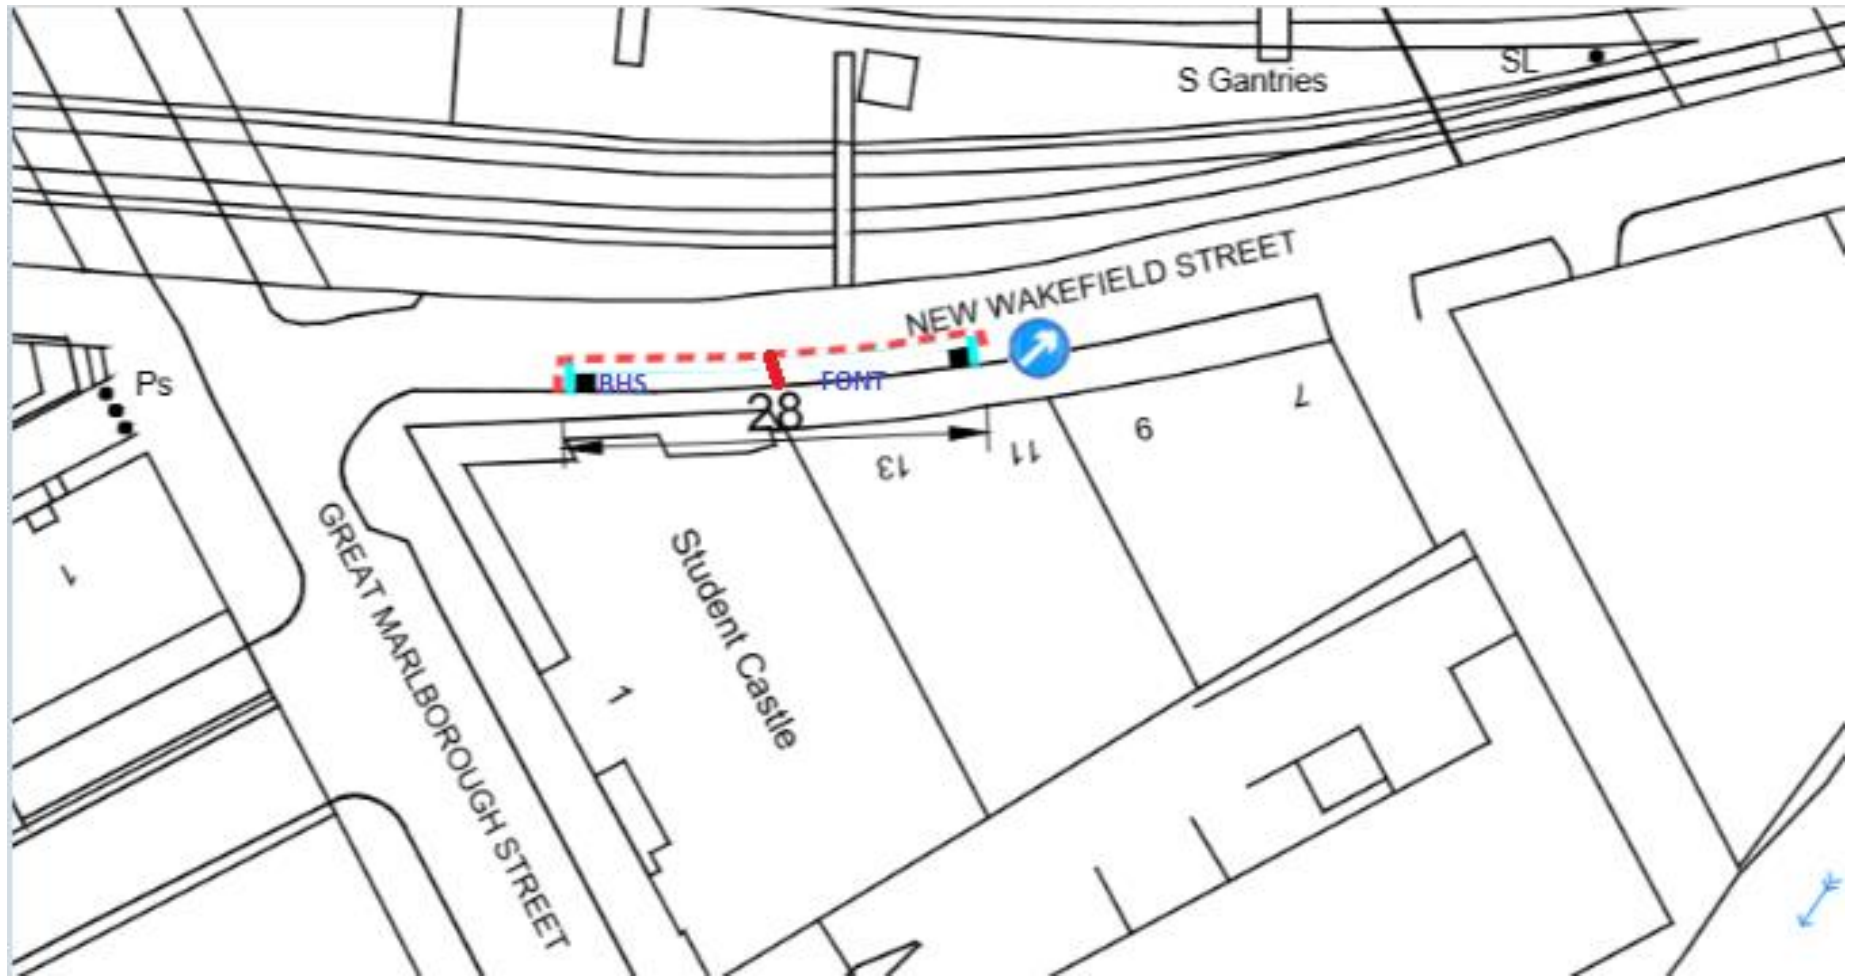 S Gantries
SL
NEW WAKEFIELD STREET
Ps
BHS
FONT
28
7
9
11
13
1
GREAT MARLBOROUGH STREET
Student Castle
1